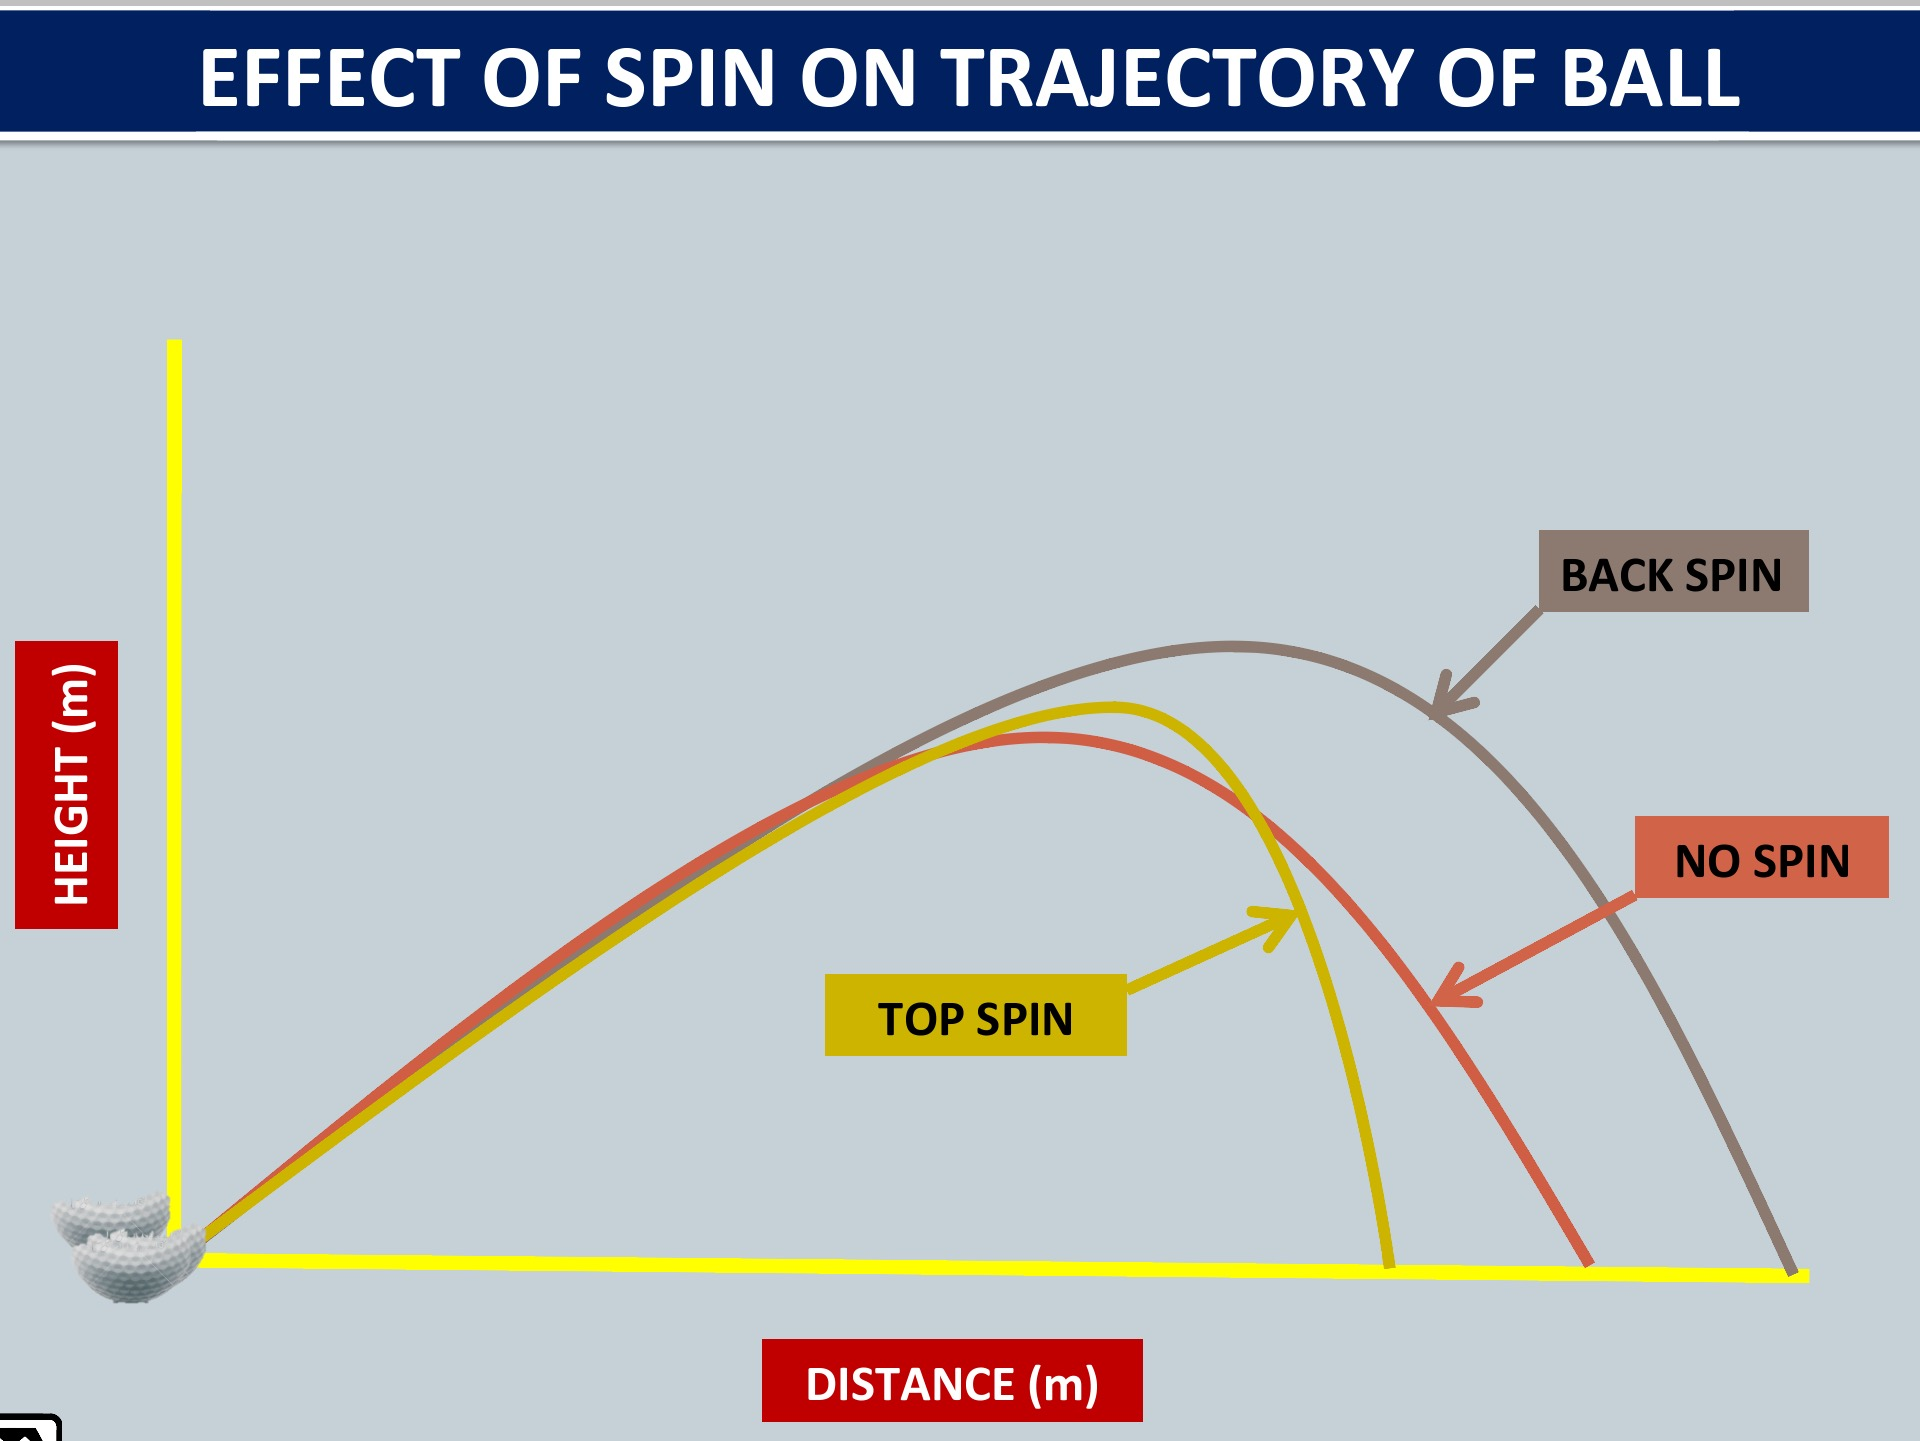 EFFECT OF SPIN ON TRAJECTORY OF BALL
BACK SPIN
HEIGHT (m)
NO SPIN
TOP SPIN
DISTANCE (m)